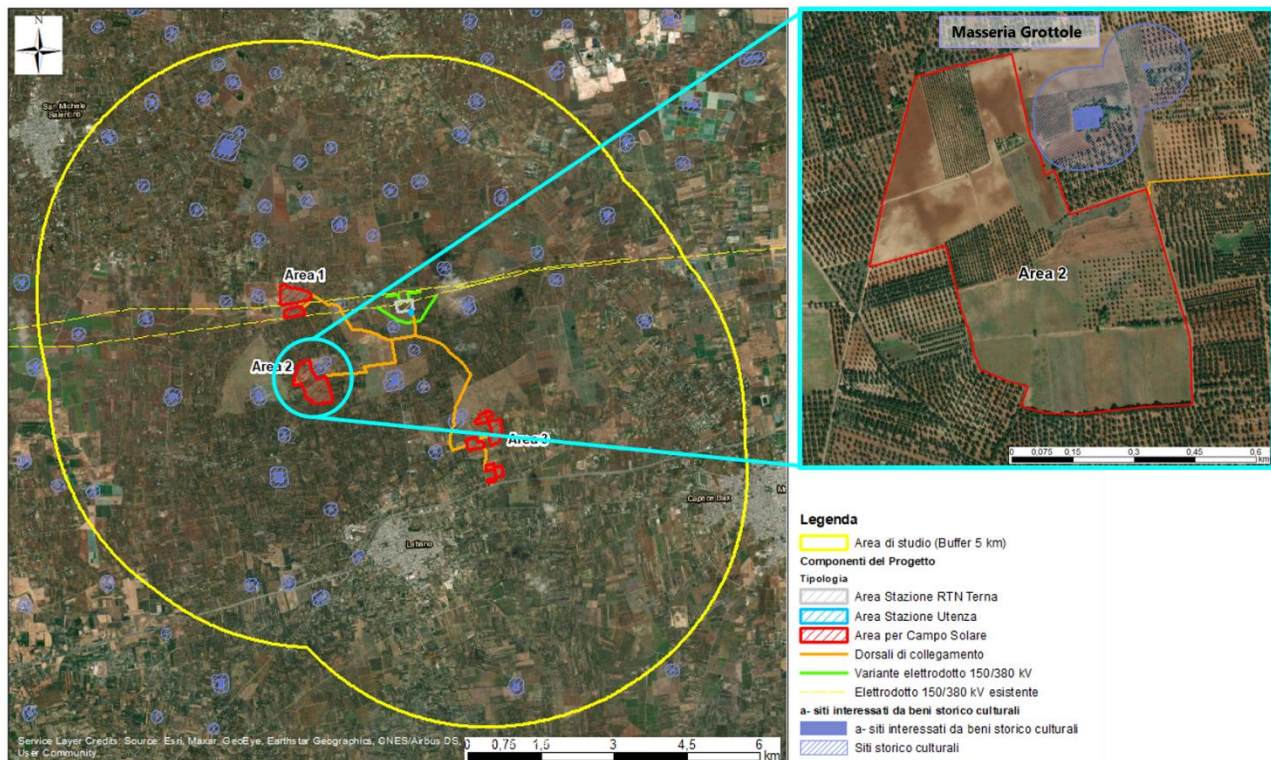 N
San Michele
Salentino
Area 1
Area 2
Area 3
Latiano
Service Layer Credits: Source: Esri, Maxar, GeoEye, Earthstar Geographics, CNES/Airbus DS,
User Community
0 0,75 1,5 3 4,5 6
km
Masseria Grottole
Area 2
0 0,075 0,15 0,3 0,45 0,6
km
Legenda
Area di studio (Buffer 5 km)
Componenti del Progetto
Tipologia
Area Stazione RTN Terna
Area Stazione Utenza
Area per Campo Solare
Dorsali di collegamento
Variante elettrodotto 150/380 kV
Elettrodotto 150/380 kV esistente
a- siti interessati da beni storico culturali
a- siti interessati da beni storico culturali
Siti storico culturali